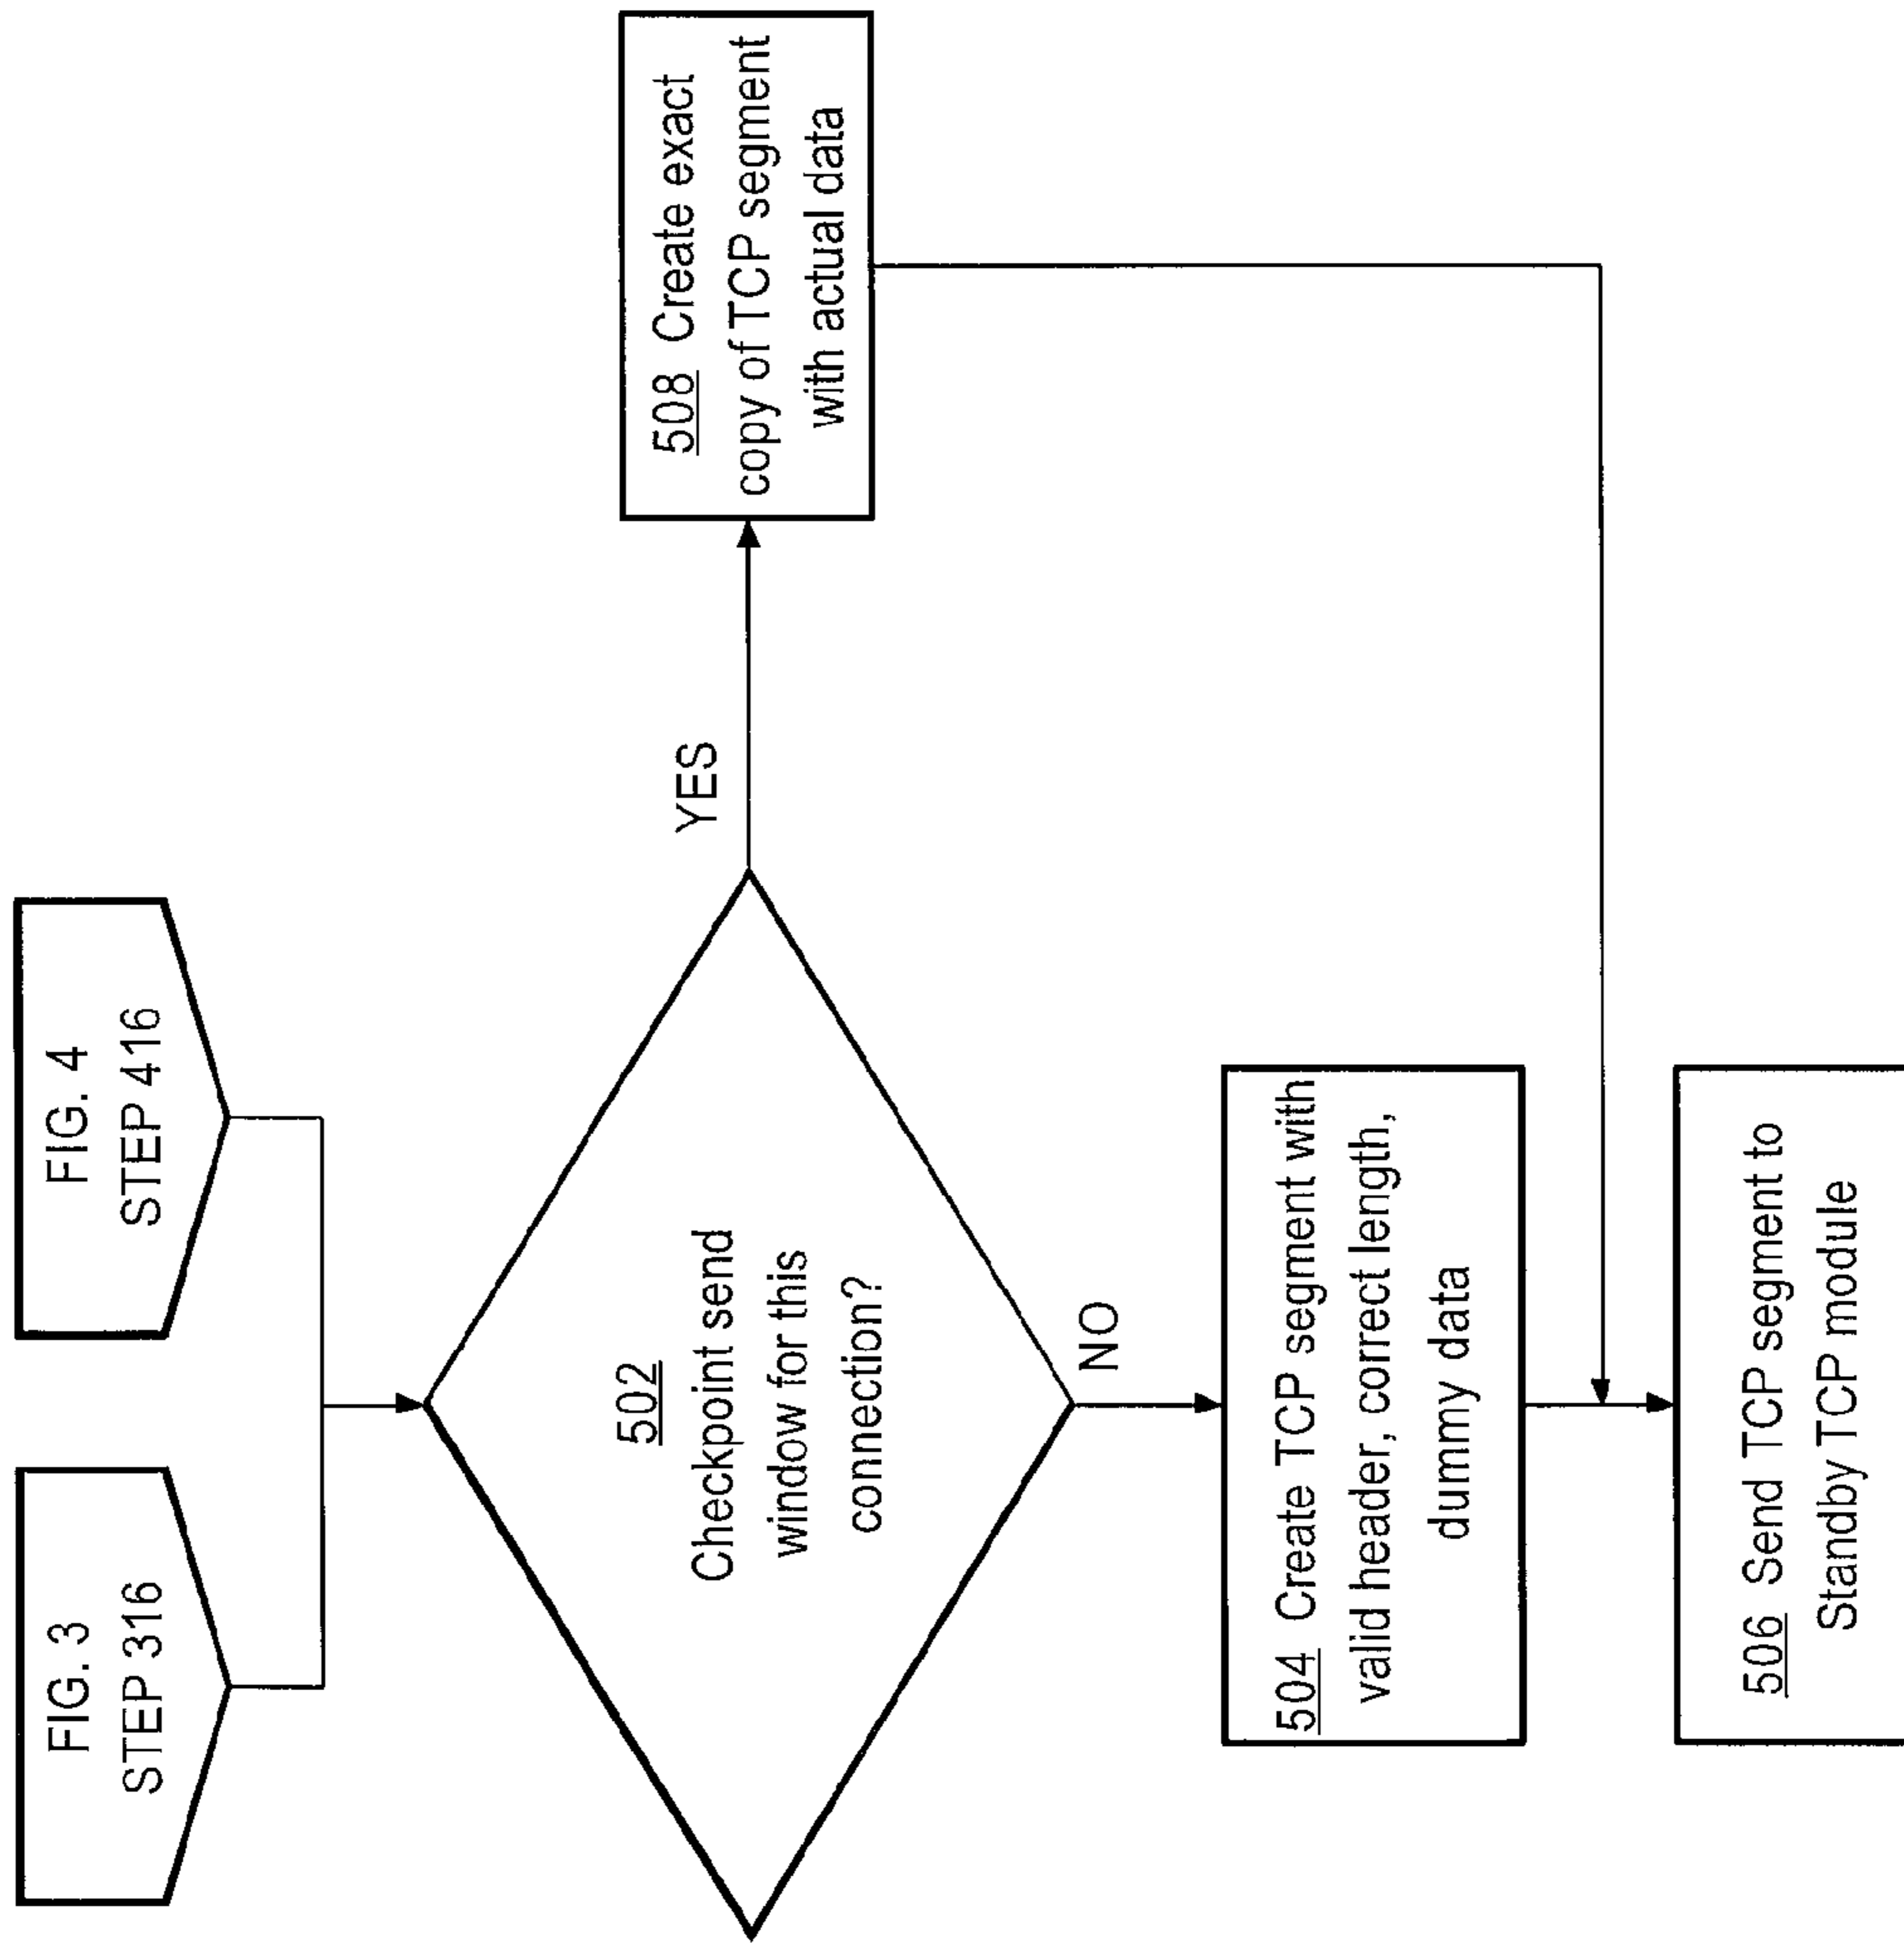 FIG. 3
STEP 316
FIG. 4
STEP 416
502
Checkpoint send
window for this
connection?
YES
508 Create exact
copy of TCP segment
with actual data
NO
504 Create TCP segment with
valid header, correct length,
dummy data
506 Send TCP segment to
Standby TCP module